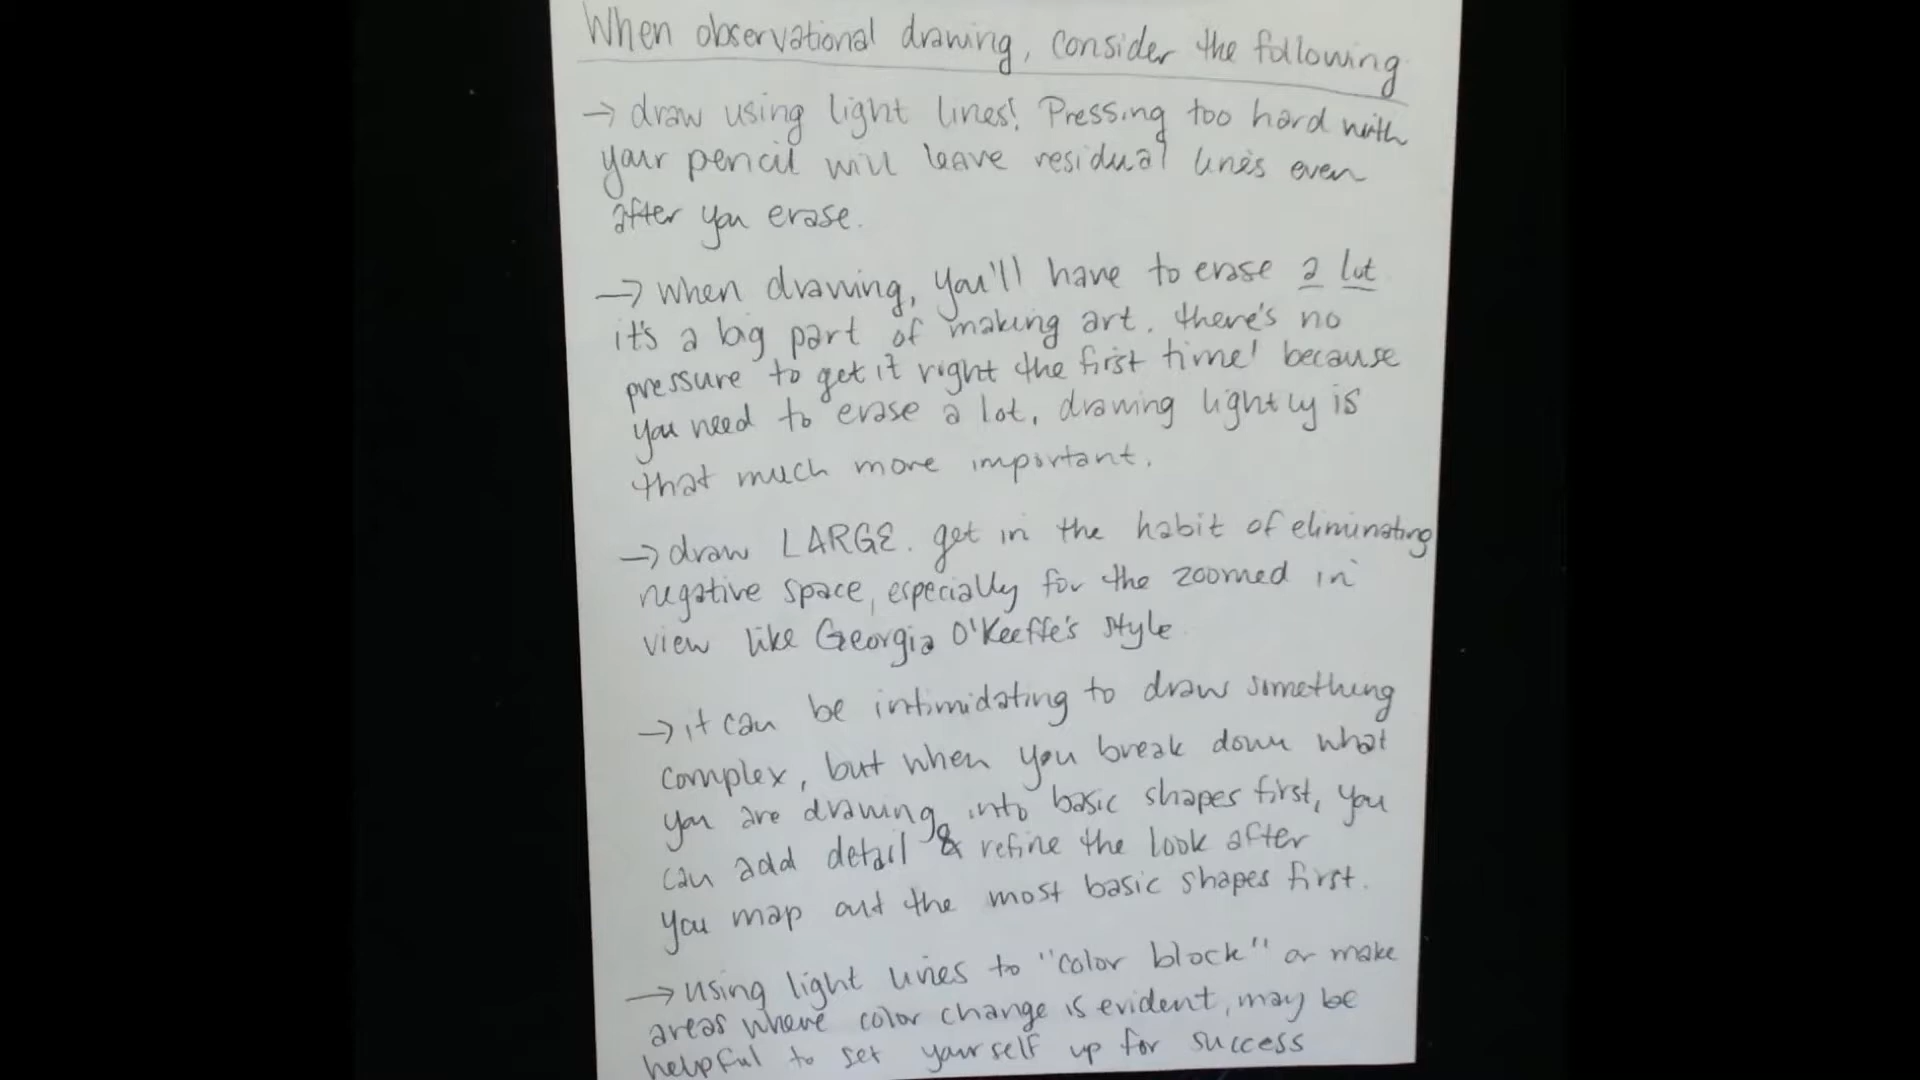 When observational drawing, consider the following
→ draw using light lines! Pressing too hard with
your pencil will leave residual lines even
after you erase.
→ when drawing, you'll have to erase a lot
it's a big part of making art. there's no
pressure to get it right the first time! because
you need to erase a lot, drawing lightly is
that much more important.
→ draw LARGE. get in the habit of eliminating
negative space, especially for the zoomed in
view like Georgia O'Keeffe's style
→ it can be intimidating to draw something
complex, but when you break down what
you are drawing into basic shapes first, you
can add detail & refine the look after
you map out the most basic shapes first.
→ using light lines to "color block" or make
areas where color change is evident, may be
helpful to set yourself up for success